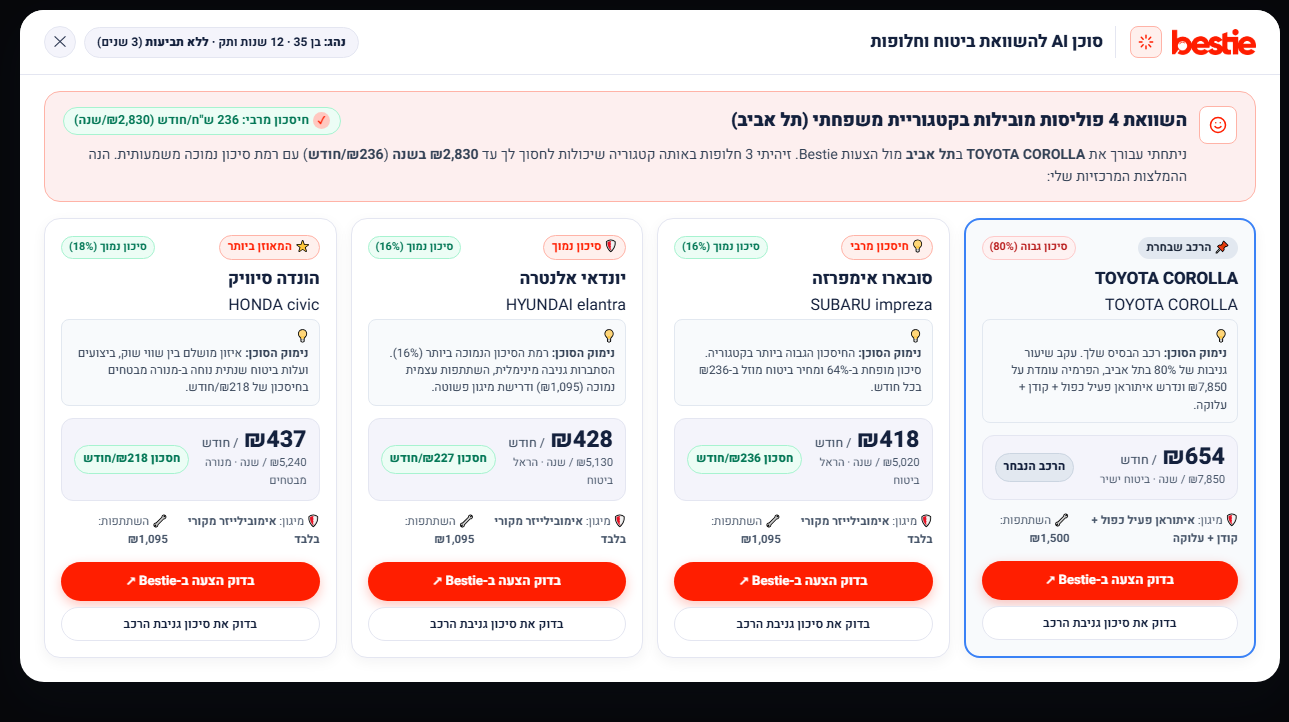 bestie
סוכן AI להשוואת ביטוח וחלופות
נהג: בן 35 · 12 שנות ותק · ללא תביעות (3 שנים)
השוואת 4 פוליסות מובילות בקטגוריית משפחתי (תל אביב)
חיסכון מרבי: 236 ש"ח/חודש (₪2,830/שנה)
ניתחתי עבורך את TOYOTA COROLLA בתל אביב מול הצעות Bestie. זיהיתי 3 חלופות באותה קטגוריה שיכולות לחסוך לך עד ₪2,830 בשנה (₪236/חודש) עם רמת סיכון נמוכה משמעותית. הנה
ההמלצות המרכזיות שלי:
הרכב שבחרת
סיכון גבוה (80%)
TOYOTA COROLLA
TOYOTA COROLLA
נימוק הסוכן: רכב הבסיס שלך. עקב שיעור
גניבות של 80% בתל אביב, הפרמיה עומדת על
₪7,850 ונדרש איתוראן פעיל כפול + קודן +
עלוקה.
₪654 / חודש
₪7,850 / שנה · ביטוח ישיר
הרכב הנבחר
מיגון: איתוראן פעיל כפול +
קודן + עלוקה
השתתפות:
₪1,500
בדוק הצעה ב-Bestie ↗
בדוק את סיכון גניבת הרכב
חיסכון מרבי
סיכון נמוך (16%)
סובארו אימפרזה
SUBARU impreza
נימוק הסוכן: החיסכון הגבוה ביותר בקטגוריה.
סיכון מופחת ב-64% ומחיר ביטוח מוזל ב-₪236
בכל חודש.
₪418 / חודש
₪5,020 / שנה · הראל
ביטוח
חסכון ₪236/חודש
מיגון: אימובילייזר מקורי
בלבד
השתתפות:
₪1,095
בדוק הצעה ב-Bestie ↗
בדוק את סיכון גניבת הרכב
סיכון נמוך
סיכון נמוך (16%)
יונדאי אלנטרה
HYUNDAI elantra
נימוק הסוכן: רמת הסיכון הנמוכה ביותר (16%).
הסתברות גניבה מינימלית, השתתפות עצמית
נמוכה (₪1,095) ודרישת מיגון פשוטה.
₪428 / חודש
₪5,130 / שנה · הראל
ביטוח
חסכון ₪227/חודש
מיגון: אימובילייזר מקורי
בלבד
השתתפות:
₪1,095
בדוק הצעה ב-Bestie ↗
בדוק את סיכון גניבת הרכב
המאוזן ביותר
סיכון נמוך (18%)
הונדה סיוויק
HONDA civic
נימוק הסוכן: איזון מושלם בין שווי שוק, ביצועים
ועלות ביטוח שנתית נוחה ב-מנורה מבטחים
בחיסכון של ₪218/חודש.
₪437 / חודש
₪5,240 / שנה · מנורה
מבטחים
חסכון ₪218/חודש
מיגון: אימובילייזר מקורי
בלבד
השתתפות:
₪1,095
בדוק הצעה ב-Bestie ↗
בדוק את סיכון גניבת הרכב